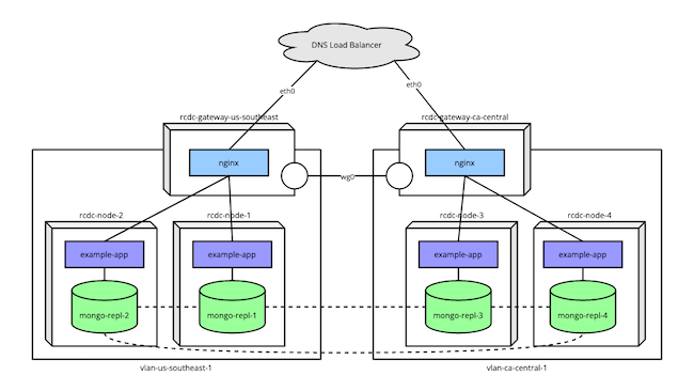 DNS Load Balancer
eth0
eth0
rcdc-gateway-us-southeast
rcdc-gateway-ca-central
nginx
nginx
wg0
rcdc-node-2
rcdc-node-1
rcdc-node-3
rcdc-node-4
example-app
example-app
example-app
example-app
mongo-repl-2
mongo-repl-1
mongo-repl-3
mongo-repl-4
vlan-us-southeast-1
vlan-ca-central-1